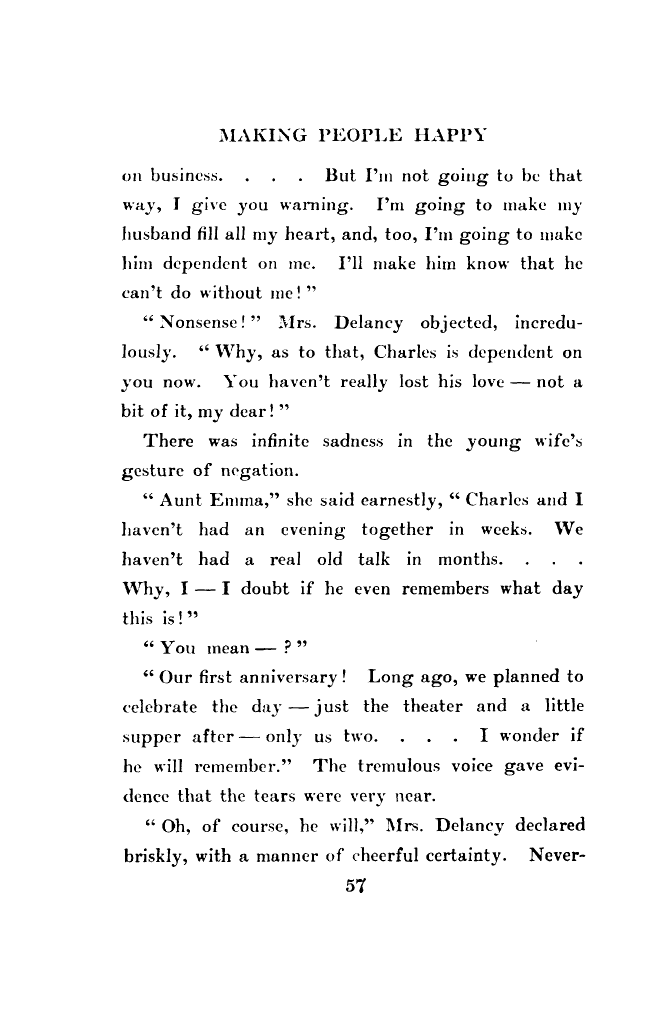 MAKING PEOPLE HAPPY
on business. . . . But I'm not going to be that
way, I give you warning. I'm going to make my
husband fill all my heart, and, too, I'm going to make
him dependent on me. I'll make him know that he
can't do without me!"
"Nonsense!" Mrs. Delancy objected, incredu-
lously. "Why, as to that, Charles is dependent on
you now. You haven't really lost his love — not a
bit of it, my dear!"
There was infinite sadness in the young wife's
gesture of negation.
"Aunt Emma," she said earnestly, "Charles and I
haven't had an evening together in weeks. We
haven't had a real old talk in months. . . .
Why, I — I doubt if he even remembers what day
this is!"
"You mean — ?"
"Our first anniversary! Long ago, we planned to
celebrate the day — just the theater and a little
supper after — only us two. . . . I wonder if
he will remember." The tremulous voice gave evi-
dence that the tears were very near.
"Oh, of course, he will," Mrs. Delancy declared
briskly, with a manner of cheerful certainty. Never-
57